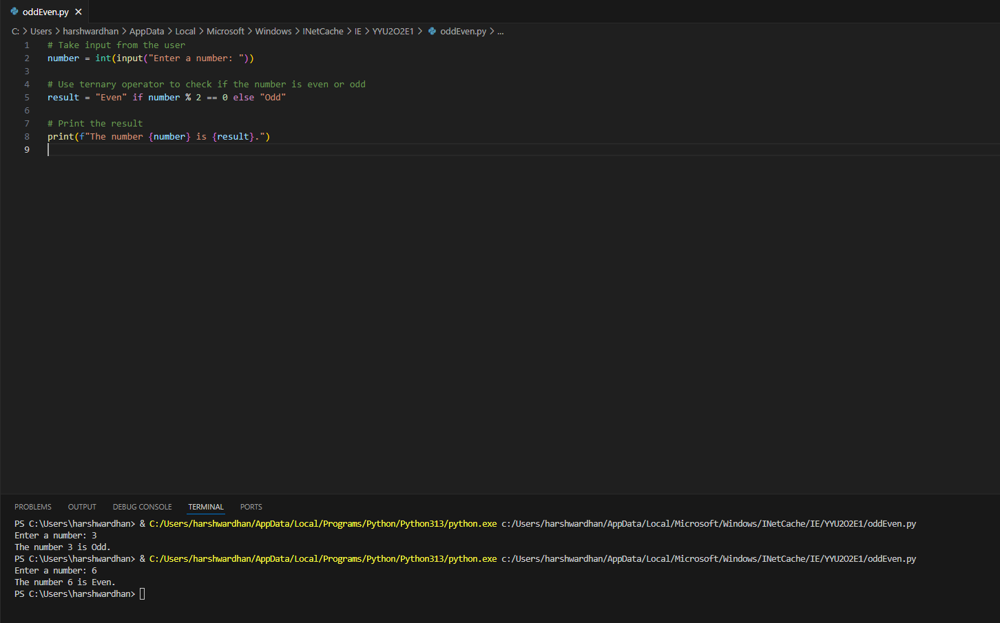 oddEven.py
C: > Users > harshwardhan > AppData > Local > Microsoft > Windows > INetCache > IE > YYU2O2E1 > oddEven.py > ...
1 # Take input from the user
2 number = int(input("Enter a number: "))
3
4 # Use ternary operator to check if the number is even or odd
5 result = "Even" if number % 2 == 0 else "Odd"
6
7 # Print the result
8 print(f"The number {number} is {result}.")
9
PROBLEMS OUTPUT DEBUG CONSOLE TERMINAL PORTS
PS C:\Users\harshwardhan> & C:/Users/harshwardhan/AppData/Local/Programs/Python/Python313/python.exe c:/Users/harshwardhan/AppData/Local/Microsoft/Windows/INetCache/IE/YYU2O2E1/oddEven.py
Enter a number: 3
The number 3 is Odd.
PS C:\Users\harshwardhan> & C:/Users/harshwardhan/AppData/Local/Programs/Python/Python313/python.exe c:/Users/harshwardhan/AppData/Local/Microsoft/Windows/INetCache/IE/YYU2O2E1/oddEven.py
Enter a number: 6
The number 6 is Even.
PS C:\Users\harshwardhan>